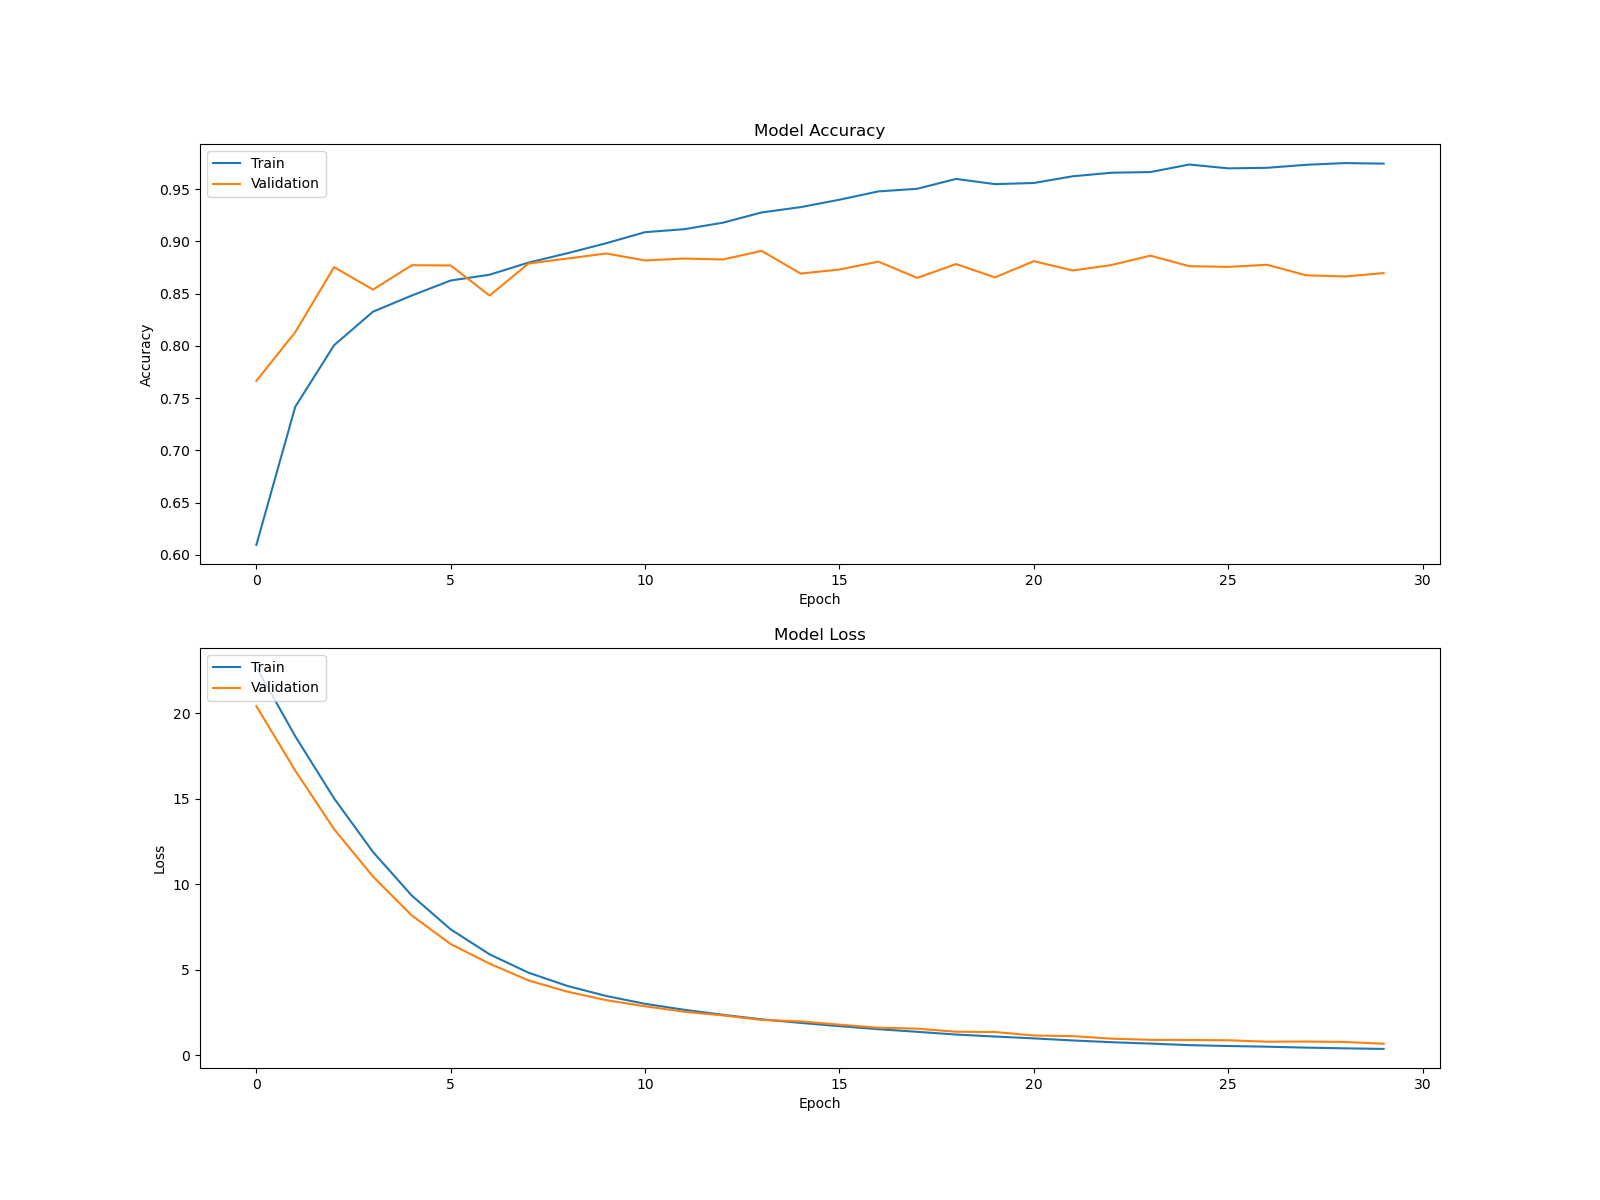 Model Accuracy
Train
Validation
0.95
0.90
0.85
0.80
0.75
0.70
0.65
0.60
Accuracy
0 5 10 15 20 25 30
Epoch
Model Loss
Train
Validation
20
15
10
5
0
Loss
0 5 10 15 20 25 30
Epoch